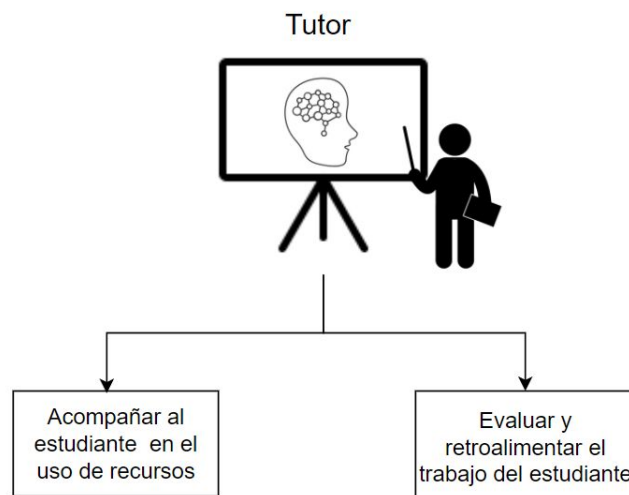 Tutor
Acompañar al
estudiante en el
uso de recursos
Evaluar y
retroalimentar el
trabajo del estudiante